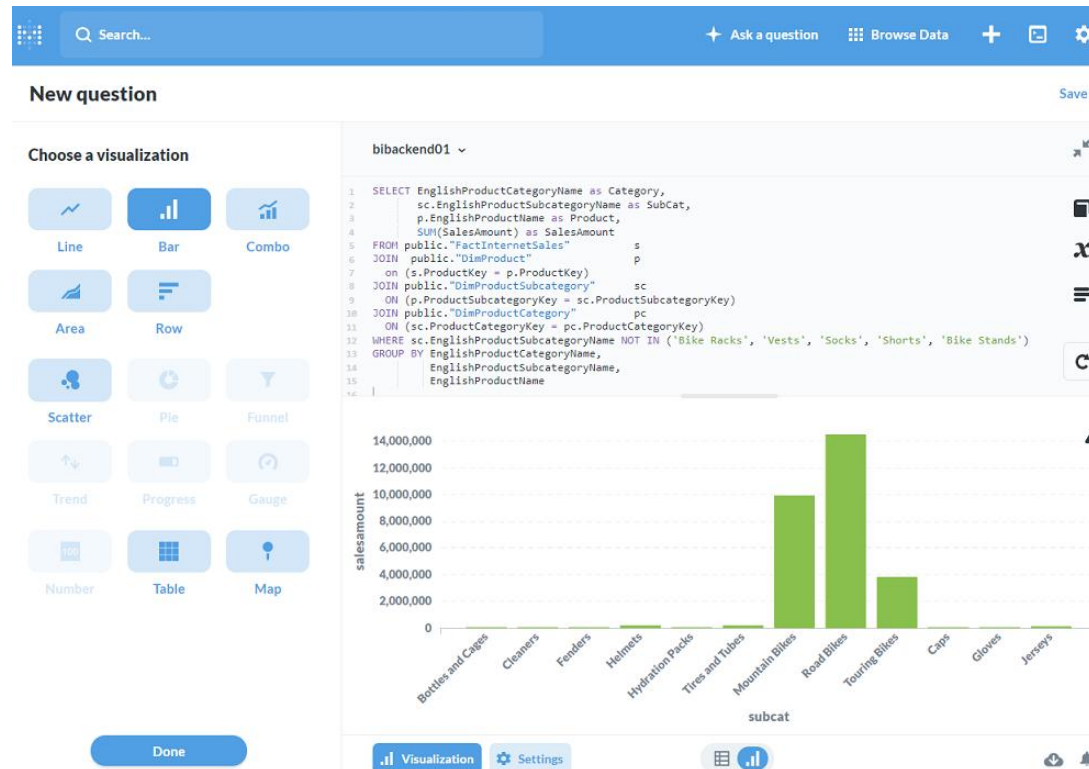 Search...
Ask a question
Browse Data
New question
Save
Choose a visualization
Line
Bar
Combo
Area
Row
Scatter
Pie
Funnel
Trend
Progress
Gauge
100
Number
Table
Map
Done
bibackend01
1 SELECT EnglishProductCategoryName as Category,
2 sc.EnglishProductSubcategoryName as SubCat,
3 p.EnglishProductName as Product,
4 SUM(SalesAmount) as SalesAmount
5 FROM public."FactInternetSales" s
6 JOIN public."DimProduct" p
7 on (s.ProductKey = p.ProductKey)
8 JOIN public."DimProductSubcategory" sc
9 ON (p.ProductSubcategoryKey = sc.ProductSubcategoryKey)
10 JOIN public."DimProductCategory" pc
11 ON (sc.ProductCategoryKey = pc.ProductCategoryKey)
12 WHERE sc.EnglishProductSubcategoryName NOT IN ('Bike Racks', 'Vests', 'Socks', 'Shorts', 'Bike Stands')
13 GROUP BY EnglishProductCategoryName,
14 EnglishProductSubcategoryName,
15 EnglishProductName
16
x
14,000,000
12,000,000
10,000,000
8,000,000
6,000,000
4,000,000
2,000,000
0
salesamount
Bottles and Cages
Cleaners
Fenders
Helmets
Hydration Packs
Tires and Tubes
Mountain Bikes
Road Bikes
Touring Bikes
Caps
Gloves
Jerseys
subcat
Visualization
Settings